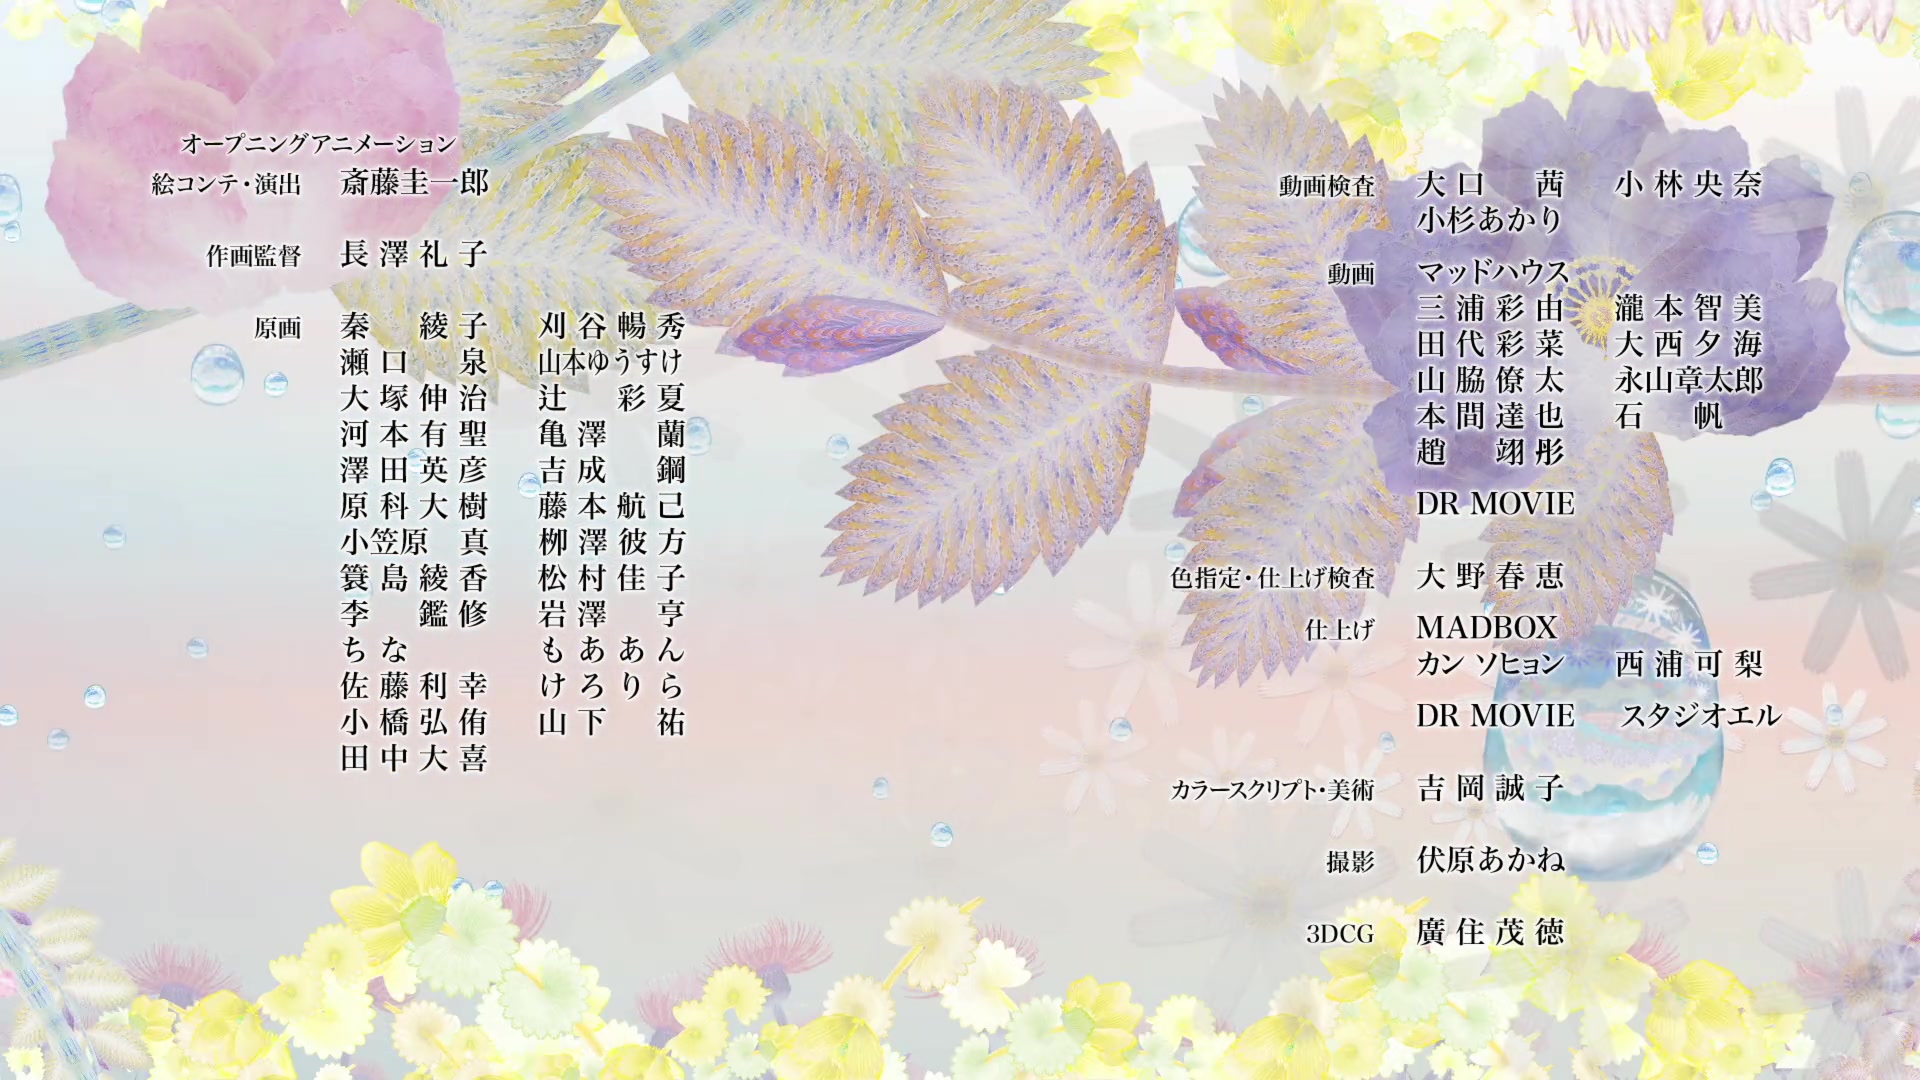 オープニングアニメーション
絵コンテ・演出 斎藤圭一郎
作画監督 長澤礼子
原画 秦 綾子 刈谷暢秀
瀬口 泉 山本ゆうすけ
大塚伸治 辻 彩夏
河本有聖 亀澤 蘭
澤田英彦 吉成 鋼
原科大樹 藤本航己
小笠原 真 栁澤彼方
簑島綾香 松村佳子
李 鑑修 岩澤 亨
ちな もああん
佐藤利幸 けろりら
小橋弘侑 山下 祐
田中大喜
動画検査 大口 茜 小林央奈
小杉あかり
動画 マッドハウス
三浦彩由 瀧本智美
田代彩菜 大西夕海
山脇僚太 永山章太郎
本間達也 石 帆
趙 翊彤
DR MOVIE
色指定・仕上げ検査 大野春恵
仕上げ MADBOX
カン ソヒョン 西浦可梨
DR MOVIE スタジオエル
カラースクリプト・美術 吉岡誠子
撮影 伏原あかね
3DCG 廣住茂徳